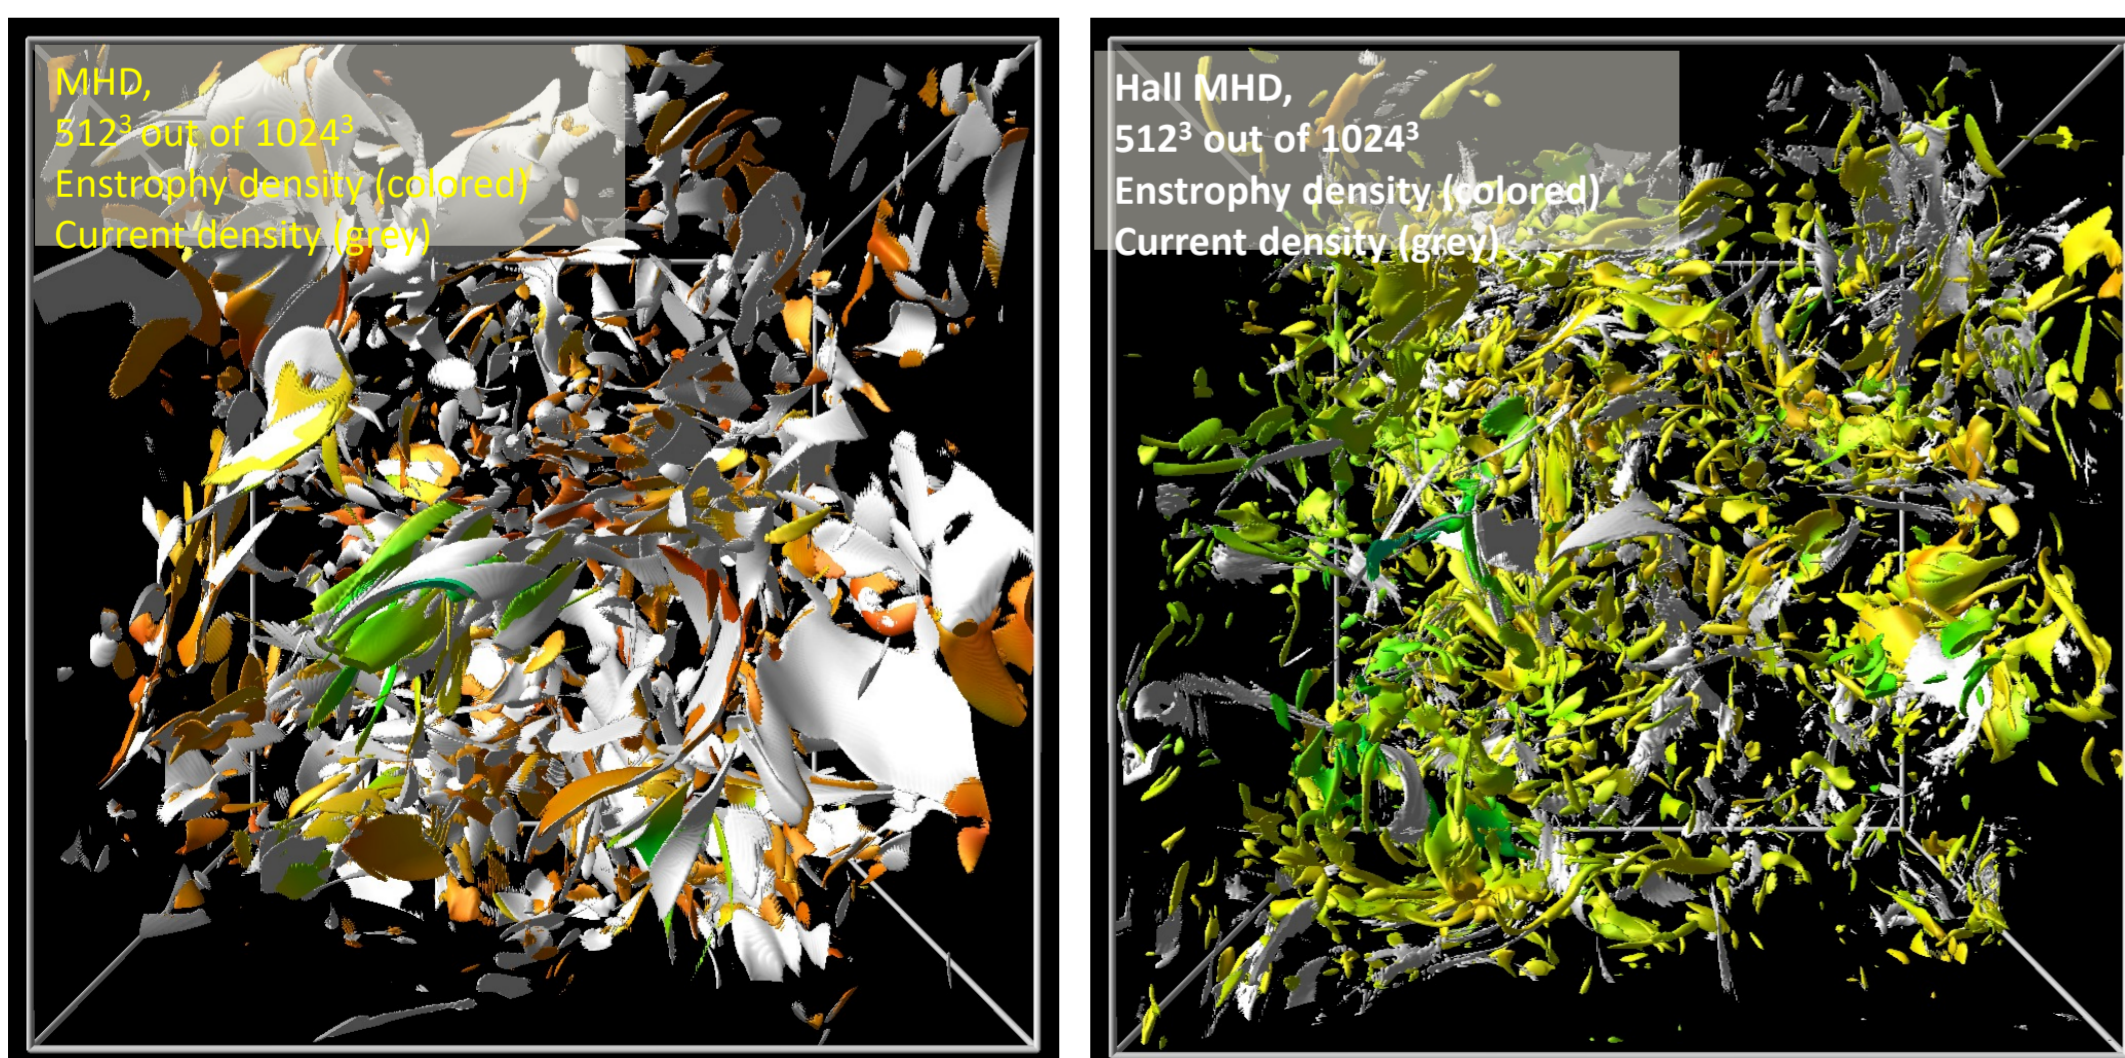 MHD,
512³ out of 1024³
Enstrophy density (colored)
Current density (grey)
Hall MHD,
512³ out of 1024³
Enstrophy density (colored)
Current density (grey)